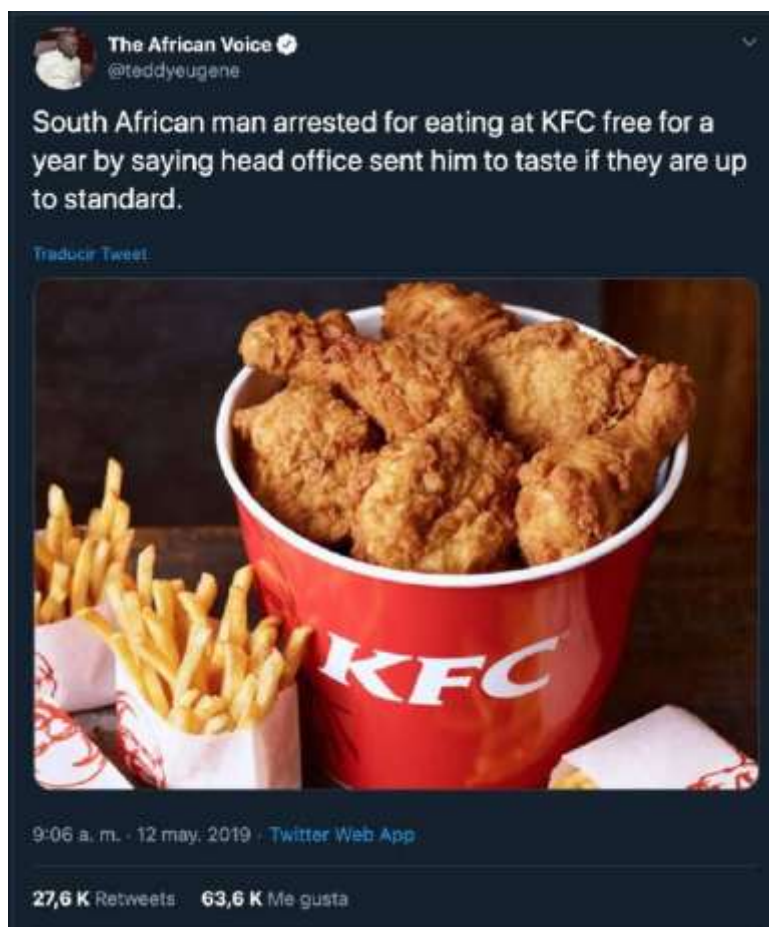 The African Voice
@teddyeugene
South African man arrested for eating at KFC free for a
year by saying head office sent him to taste if they are up
to standard.
Traducir Tweet
KFC
9:06 a. m. · 12 may. 2019 · Twitter Web App
27,6 K Retweets 63,6 K Me gusta